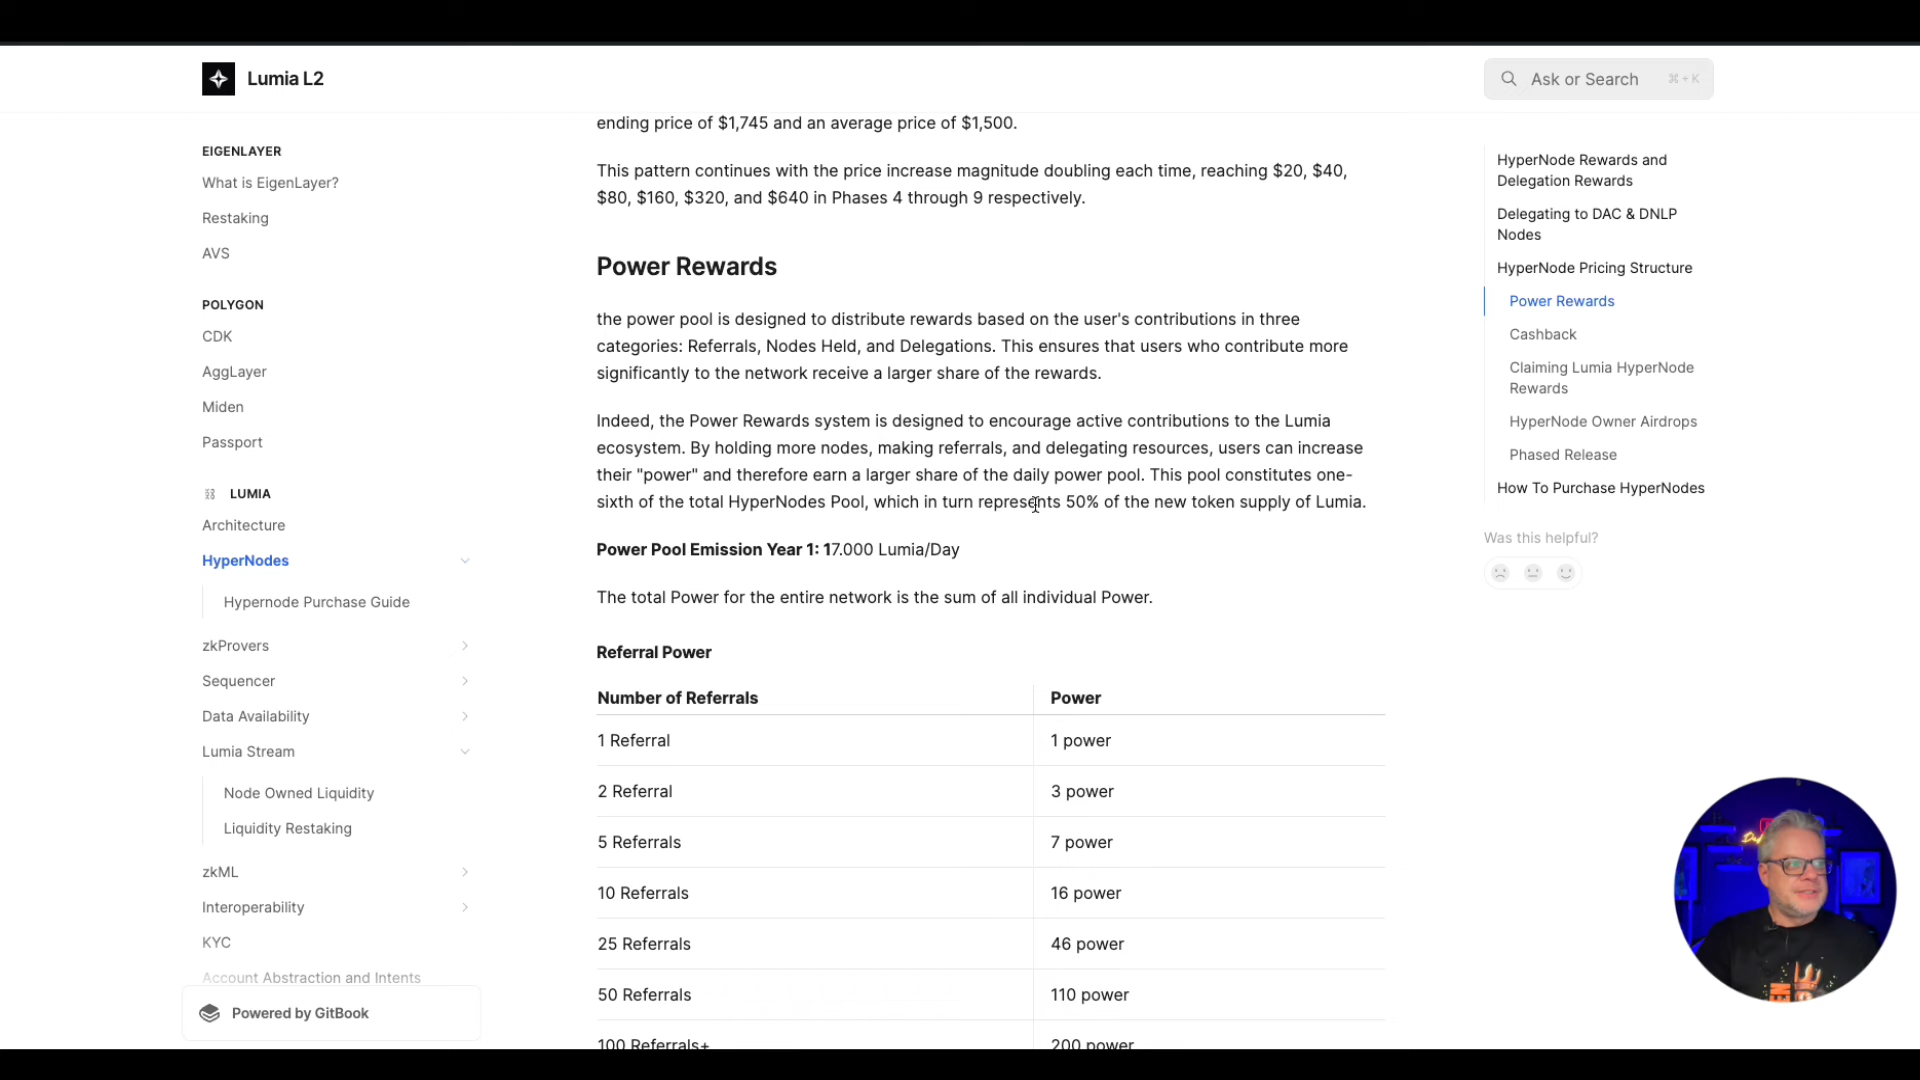 Lumia L2
Ask or Search
⌘ + K
EIGENLAYER
What is EigenLayer?
Restaking
AVS
POLYGON
CDK
AggLayer
Miden
Passport
LUMIA
Architecture
HyperNodes
Hypernode Purchase Guide
zkProvers
Sequencer
Data Availability
Lumia Stream
Node Owned Liquidity
Liquidity Restaking
zkML
Interoperability
KYC
Account Abstraction and Intents
Powered by GitBook
ending price of $1,745 and an average price of $1,500.
This pattern continues with the price increase magnitude doubling each time, reaching $20, $40,
$80, $160, $320, and $640 in Phases 4 through 9 respectively.
Power Rewards
the power pool is designed to distribute rewards based on the user's contributions in three
categories: Referrals, Nodes Held, and Delegations. This ensures that users who contribute more
significantly to the network receive a larger share of the rewards.
Indeed, the Power Rewards system is designed to encourage active contributions to the Lumia
ecosystem. By holding more nodes, making referrals, and delegating resources, users can increase
their "power" and therefore earn a larger share of the daily power pool. This pool constitutes one-
sixth of the total HyperNodes Pool, which in turn represents 50% of the new token supply of Lumia.
Power Pool Emission Year 1: 17.000 Lumia/Day
The total Power for the entire network is the sum of all individual Power.
Referral Power
Number of Referrals Power
1 Referral 1 power
2 Referral 3 power
5 Referrals 7 power
10 Referrals 16 power
25 Referrals 46 power
50 Referrals 110 power
100 Referrals+ 200 power
HyperNode Rewards and
Delegation Rewards
Delegating to DAC & DNLP
Nodes
HyperNode Pricing Structure
Power Rewards
Cashback
Claiming Lumia HyperNode
Rewards
HyperNode Owner Airdrops
Phased Release
How To Purchase HyperNodes
Was this helpful?